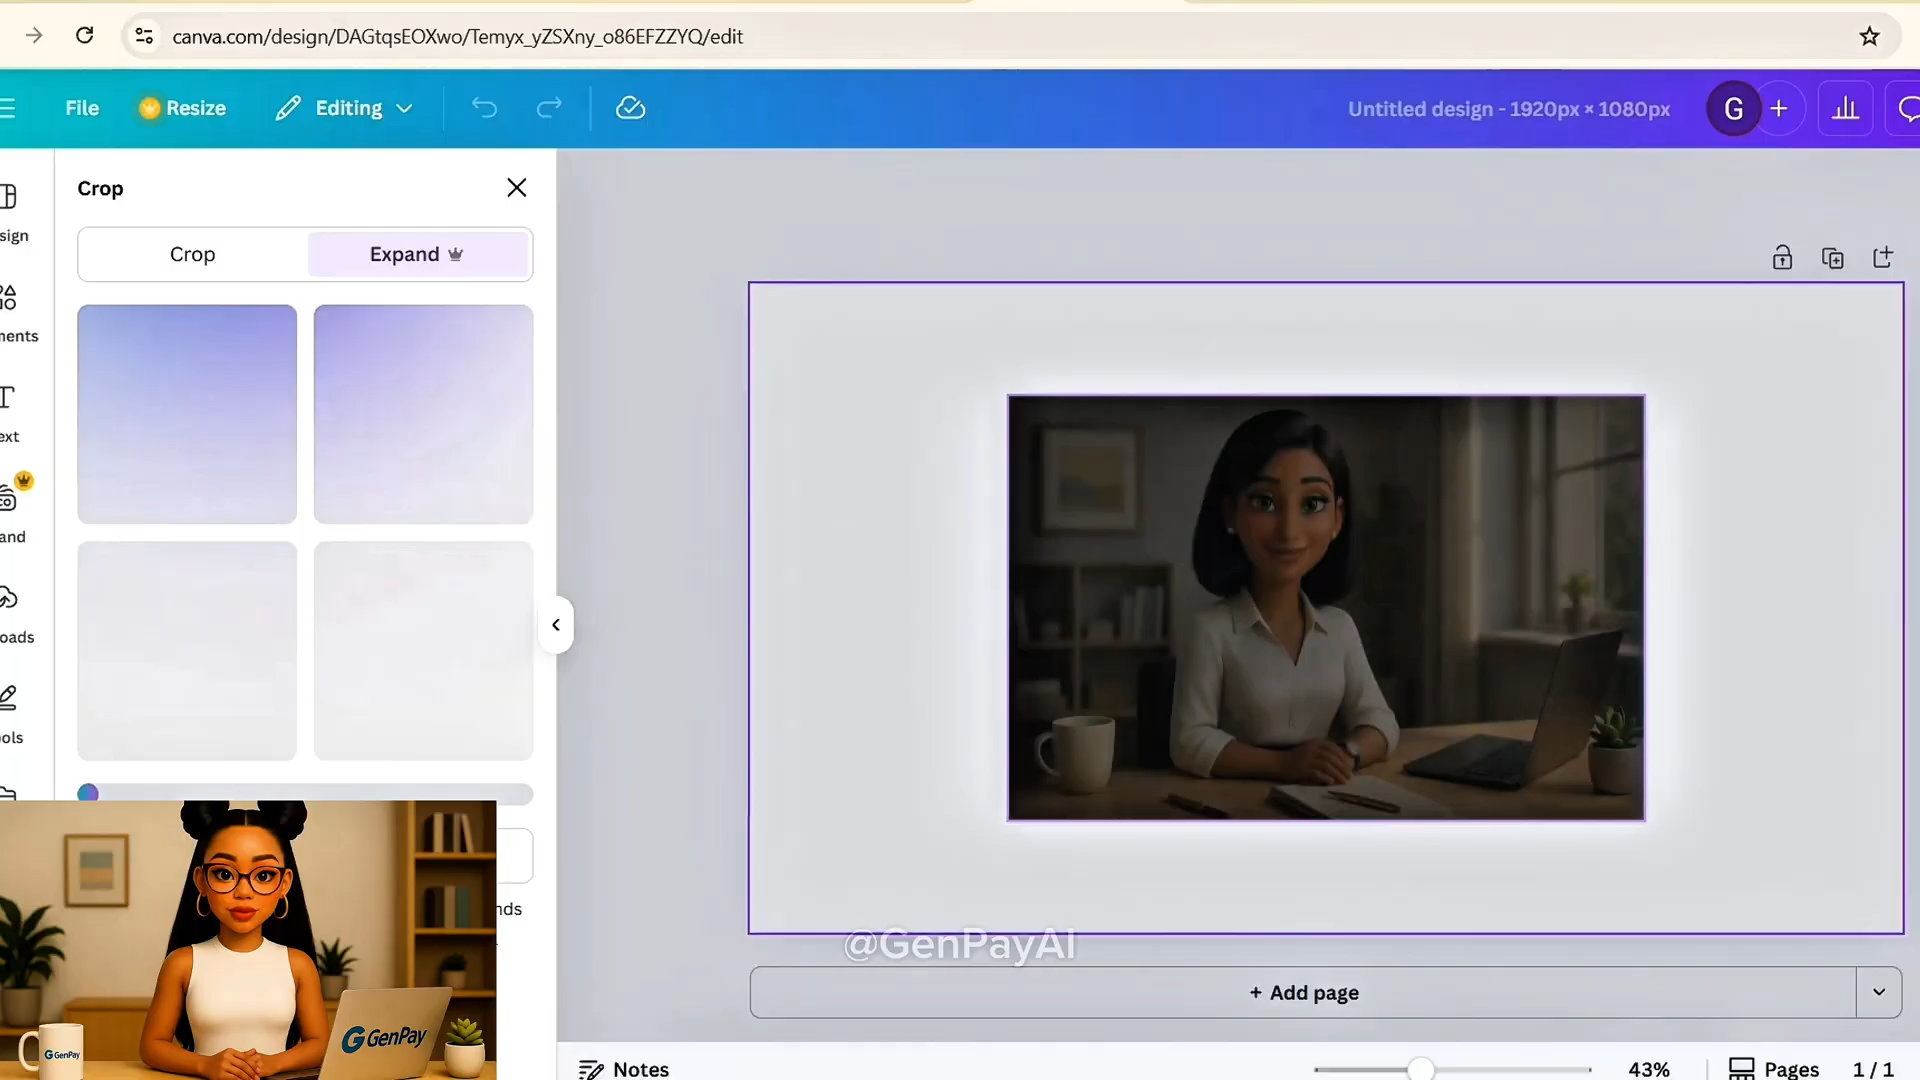 canva.com/design/DAGtqsEOXwo/Temyx_yZSXny_o86EFZZYQ/edit
File
Resize
Editing
Untitled design - 1920px × 1080px
G
Crop
Crop
Expand
sign
nents
ext
and
oads
ols
nds
GenPay
GenPay
@GenPayAI
+ Add page
Notes
43%
Pages
1 / 1